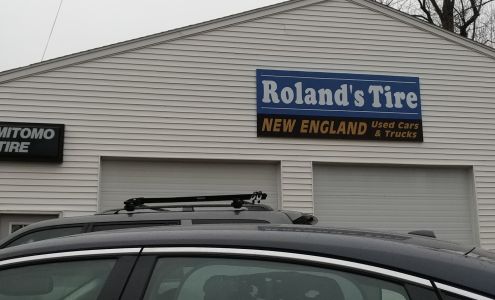 Roland's Tire
NEW ENGLAND Used Cars
& Trucks
MITOMO
TIRE